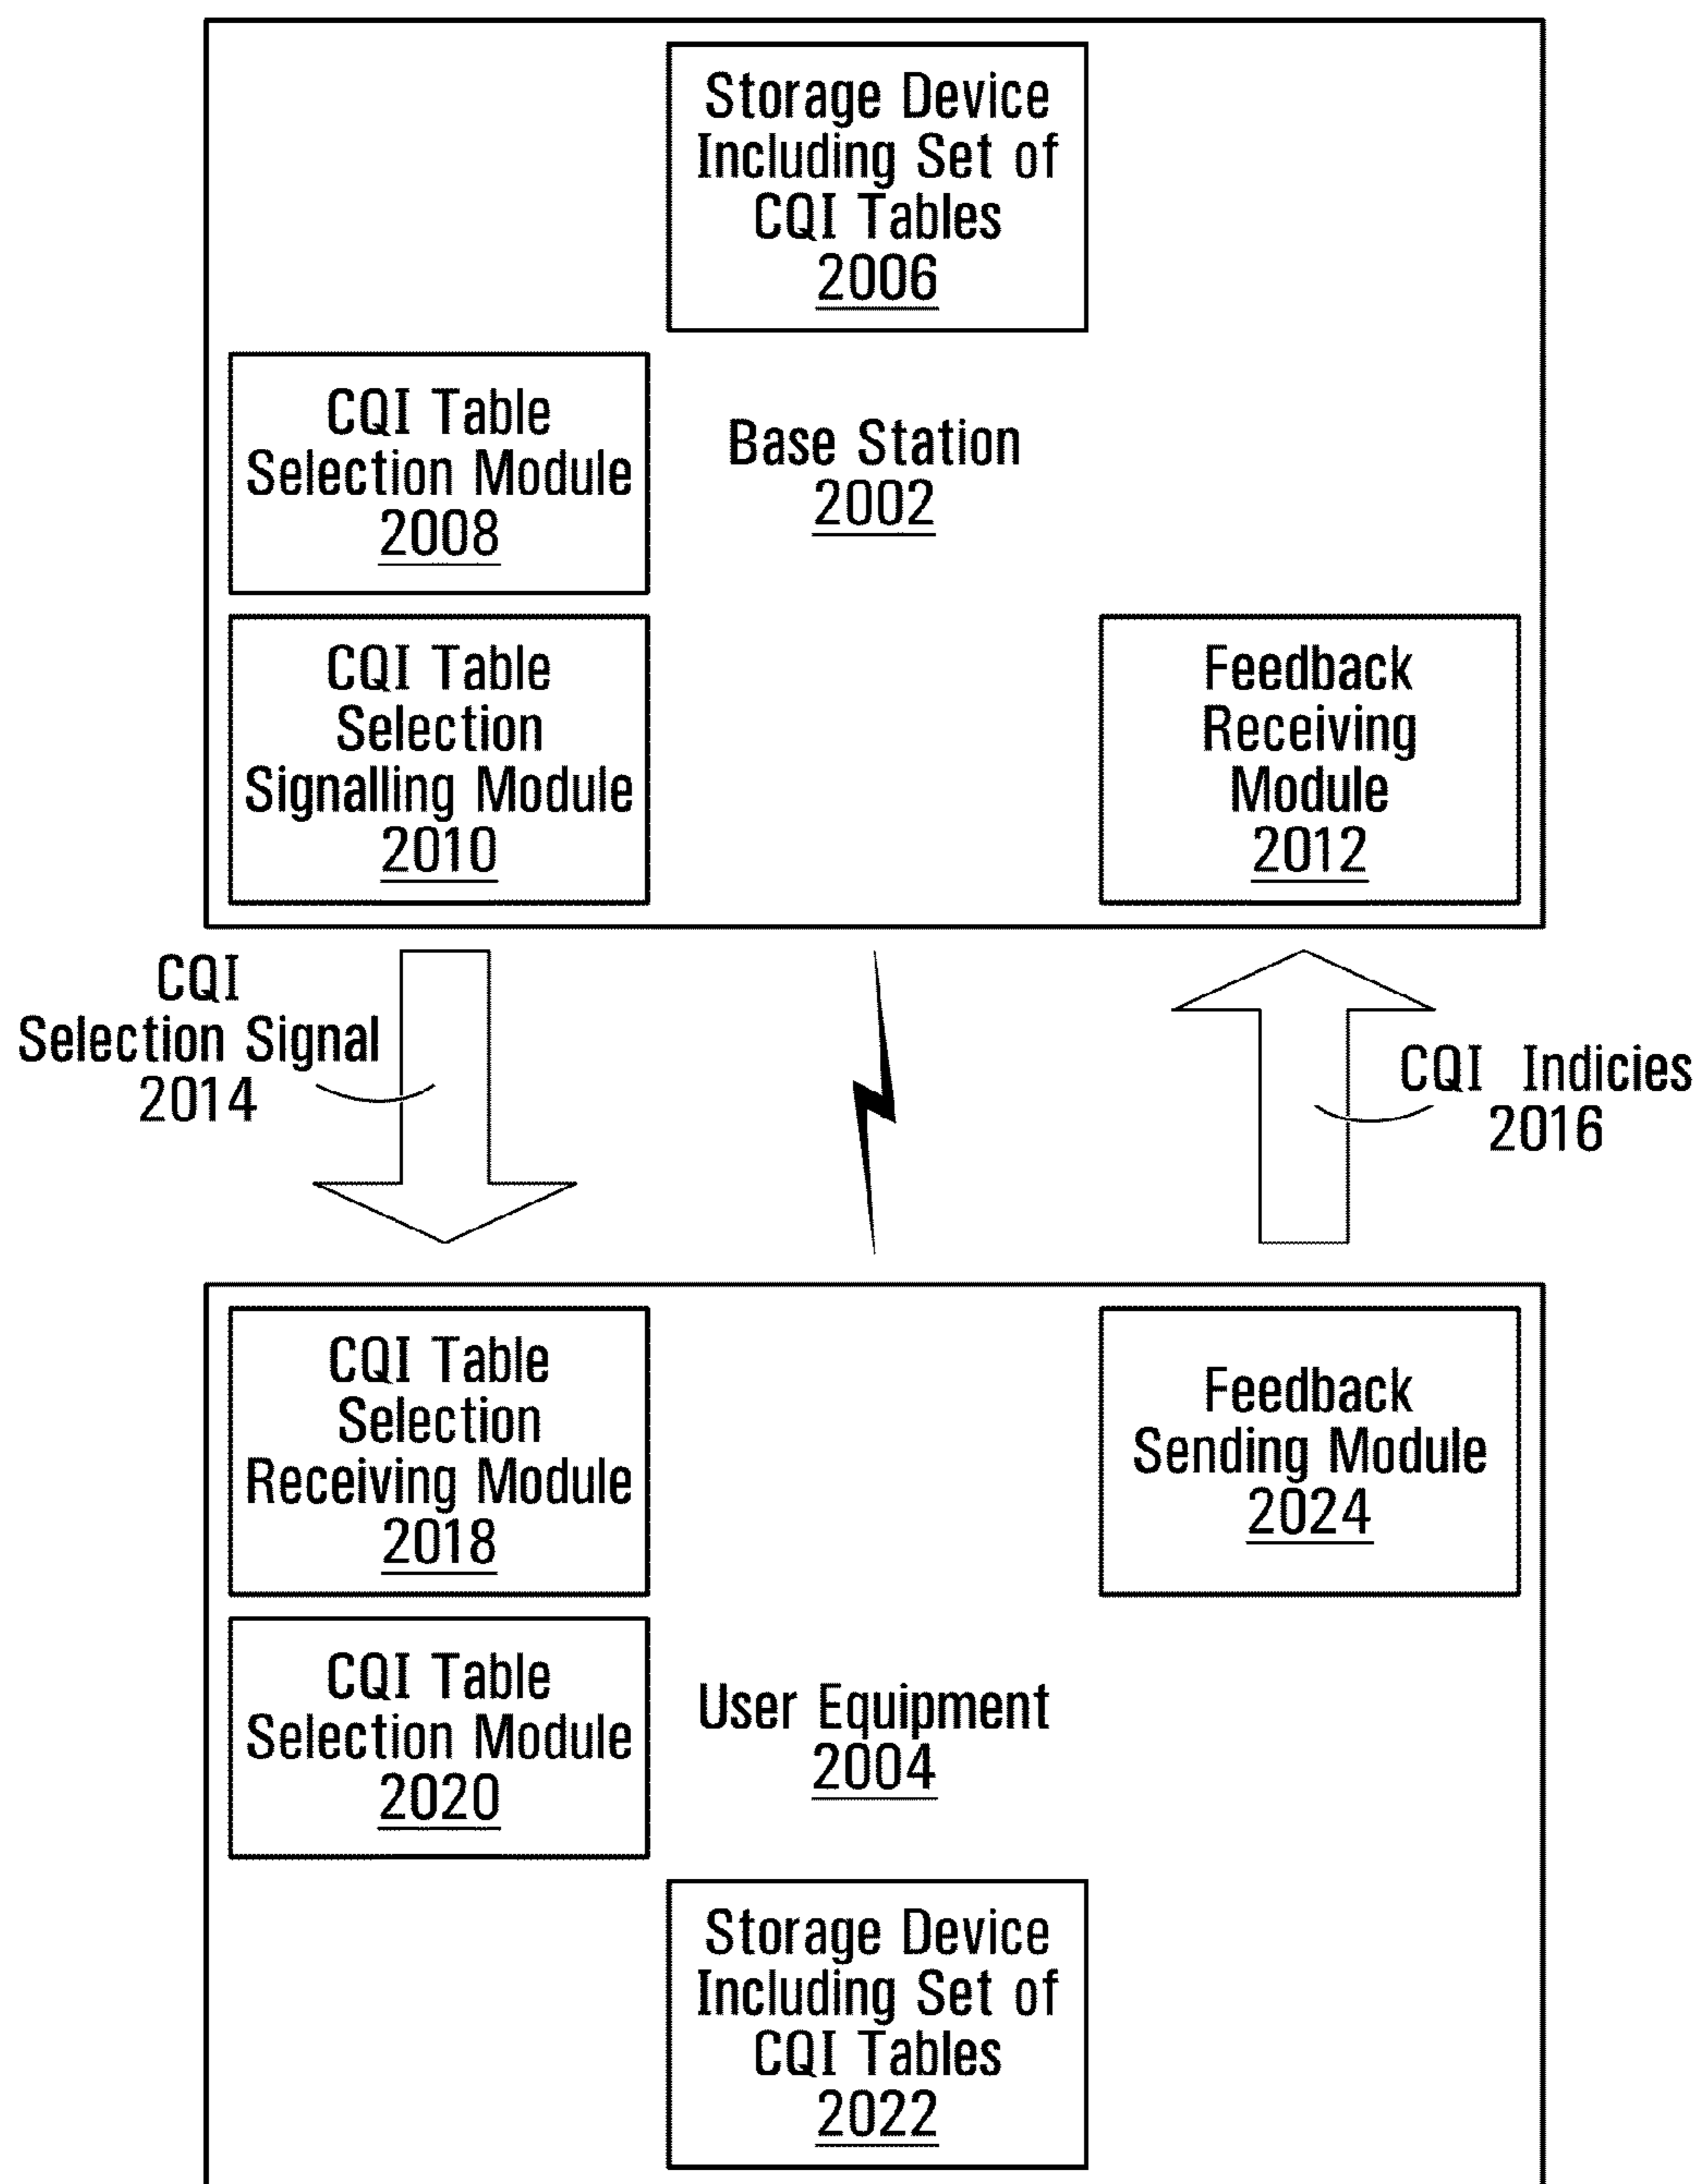 Storage Device
Including Set of
CQI Tables
2006
CQI Table
Selection Module
2008
Base Station
2002
CQI Table
Selection
Signalling Module
2010
Feedback
Receiving
Module
2012
CQI
Selection Signal
2014
CQI Indicies
2016
CQI Table
Selection
Receiving Module
2018
Feedback
Sending Module
2024
CQI Table
Selection Module
2020
User Equipment
2004
Storage Device
Including Set of
CQI Tables
2022